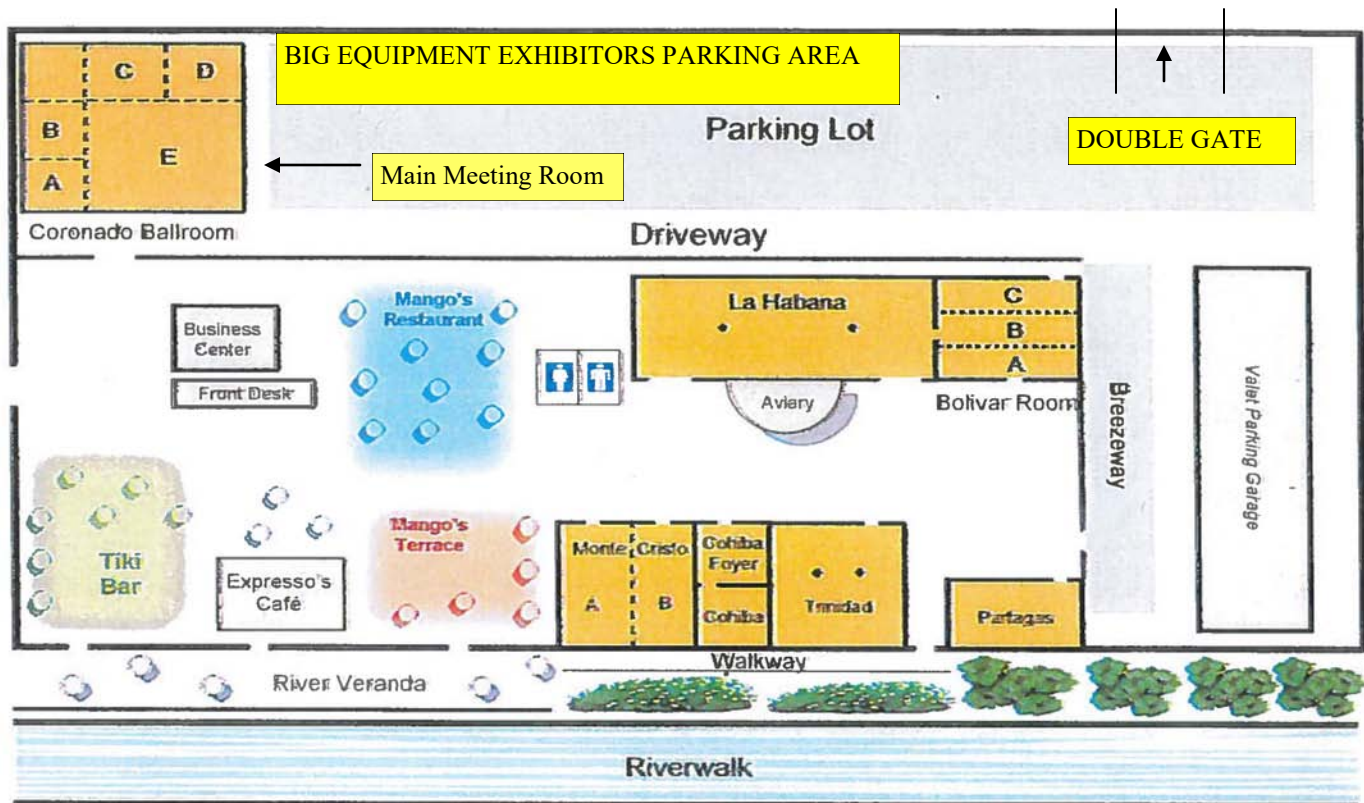 BIG EQUIPMENT EXHIBITORS PARKING AREA
C
D
B
E
A
Main Meeting Room
Parking Lot
DOUBLE GATE
Coronado Ballroom
Driveway
Business
Center
Front Desk
Mango's
Restaurant
La Habana
C
B
A
Aviary
Bolivar Room
Breezeway
Valet Parking Garage
Tiki
Bar
Expresso's
Café
Mango's
Terrace
Monte Cristo
A
B
Cohiba
Foyer
Cohiba
Trinidad
Partagas
Walkway
River Veranda
Riverwalk